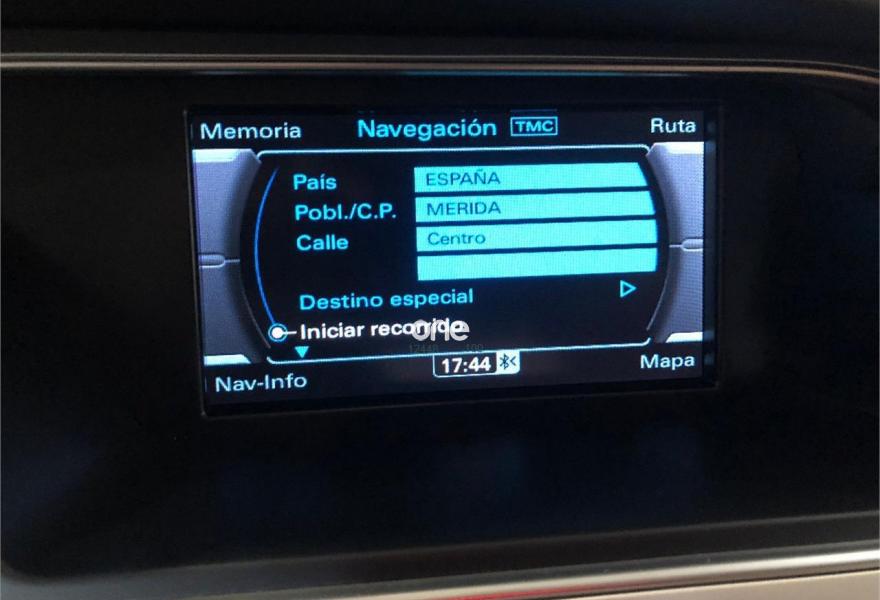 Memoria Navegación TMC Ruta
País ESPAÑA
Pobl./C.P. MERIDA
Calle Centro
Destino especial
Iniciar recorrido
one
17:44
Nav-Info Mapa